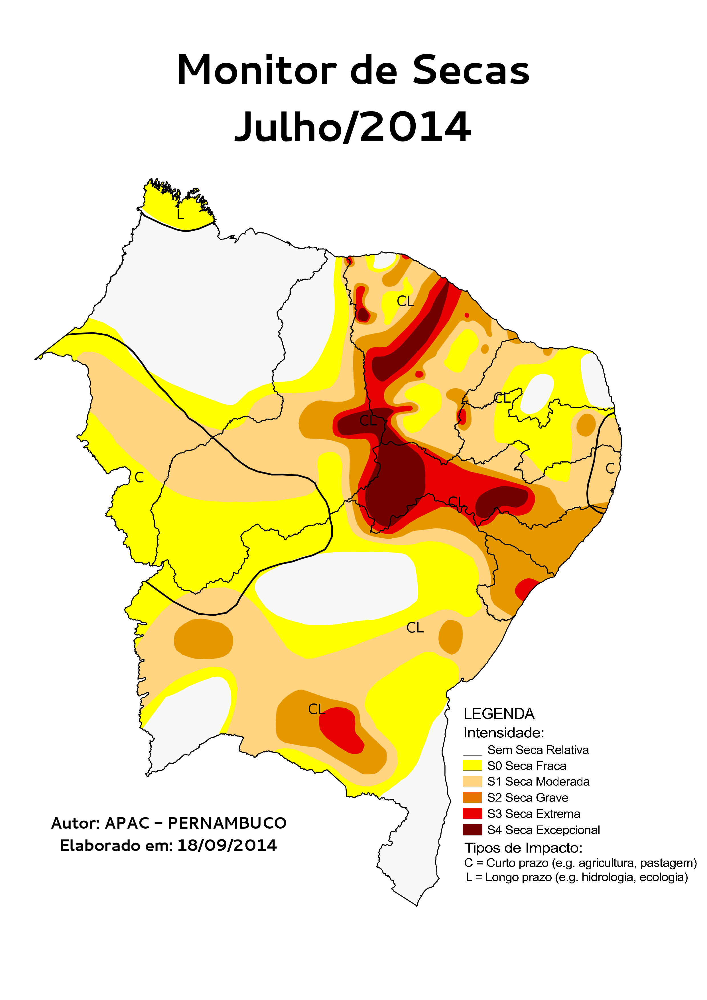 Monitor de Secas
Julho/2014
L
CL
CL
CL
C
C
CL
CL
CL
LEGENDA
Intensidade:
Sem Seca Relativa
S0 Seca Fraca
S1 Seca Moderada
S2 Seca Grave
S3 Seca Extrema
S4 Seca Excepcional
Tipos de Impacto:
C = Curto prazo (e.g. agricultura, pastagem)
L = Longo prazo (e.g. hidrologia, ecologia)
Autor: APAC - PERNAMBUCO
Elaborado em: 18/09/2014